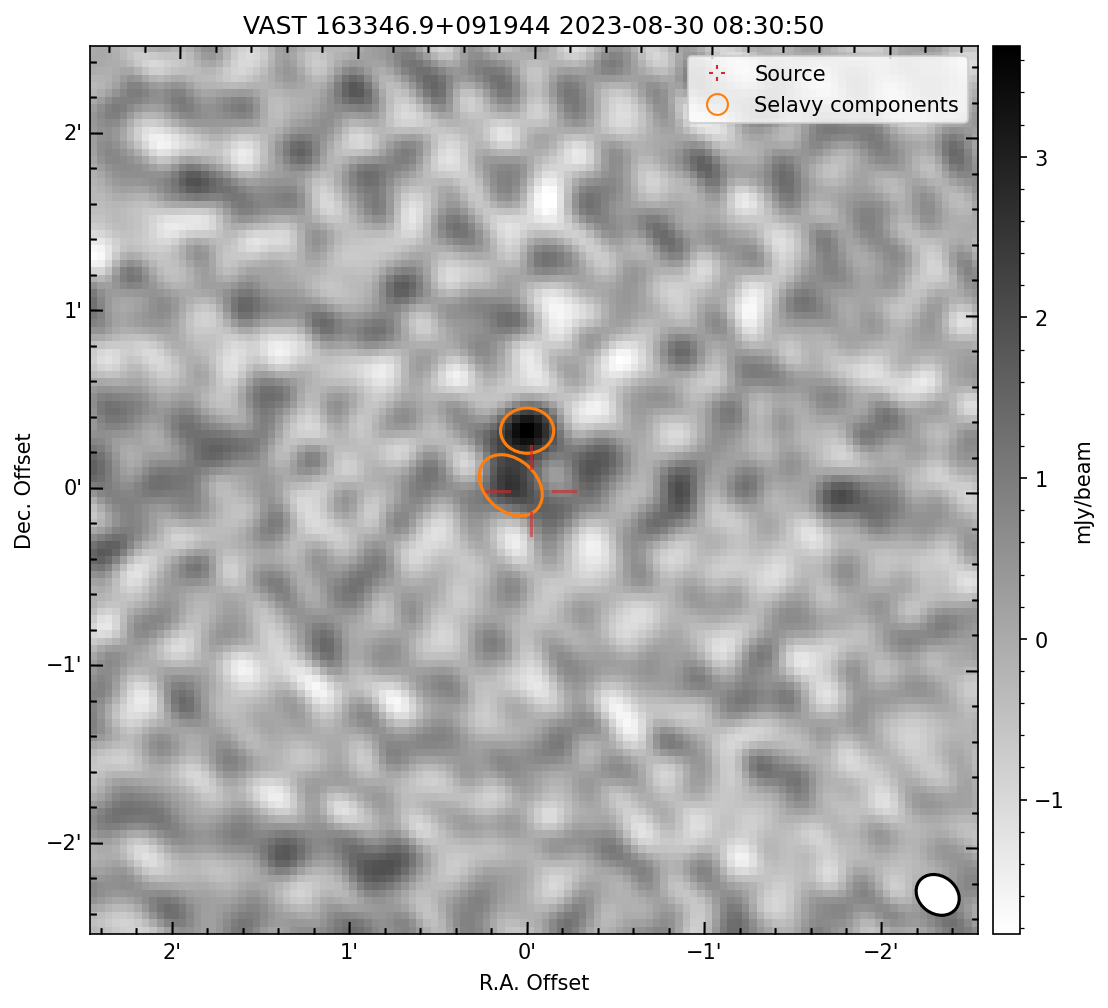 VAST 163346.9+091944 2023-08-30 08:30:50
Source
Selavy components
2'
1'
0'
−1'
−2'
Dec. Offset
2'
1'
0'
−1'
−2'
R.A. Offset
3
2
1
0
−1
mJy/beam